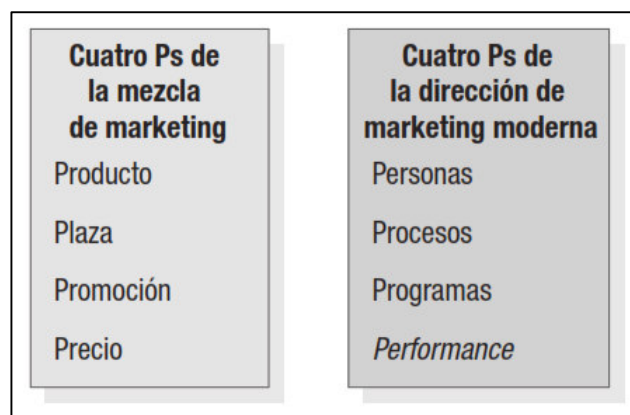 Cuatro Ps de
la mezcla
de marketing
Producto
Plaza
Promoción
Precio
Cuatro Ps de
la dirección de
marketing moderna
Personas
Procesos
Programas
Performance